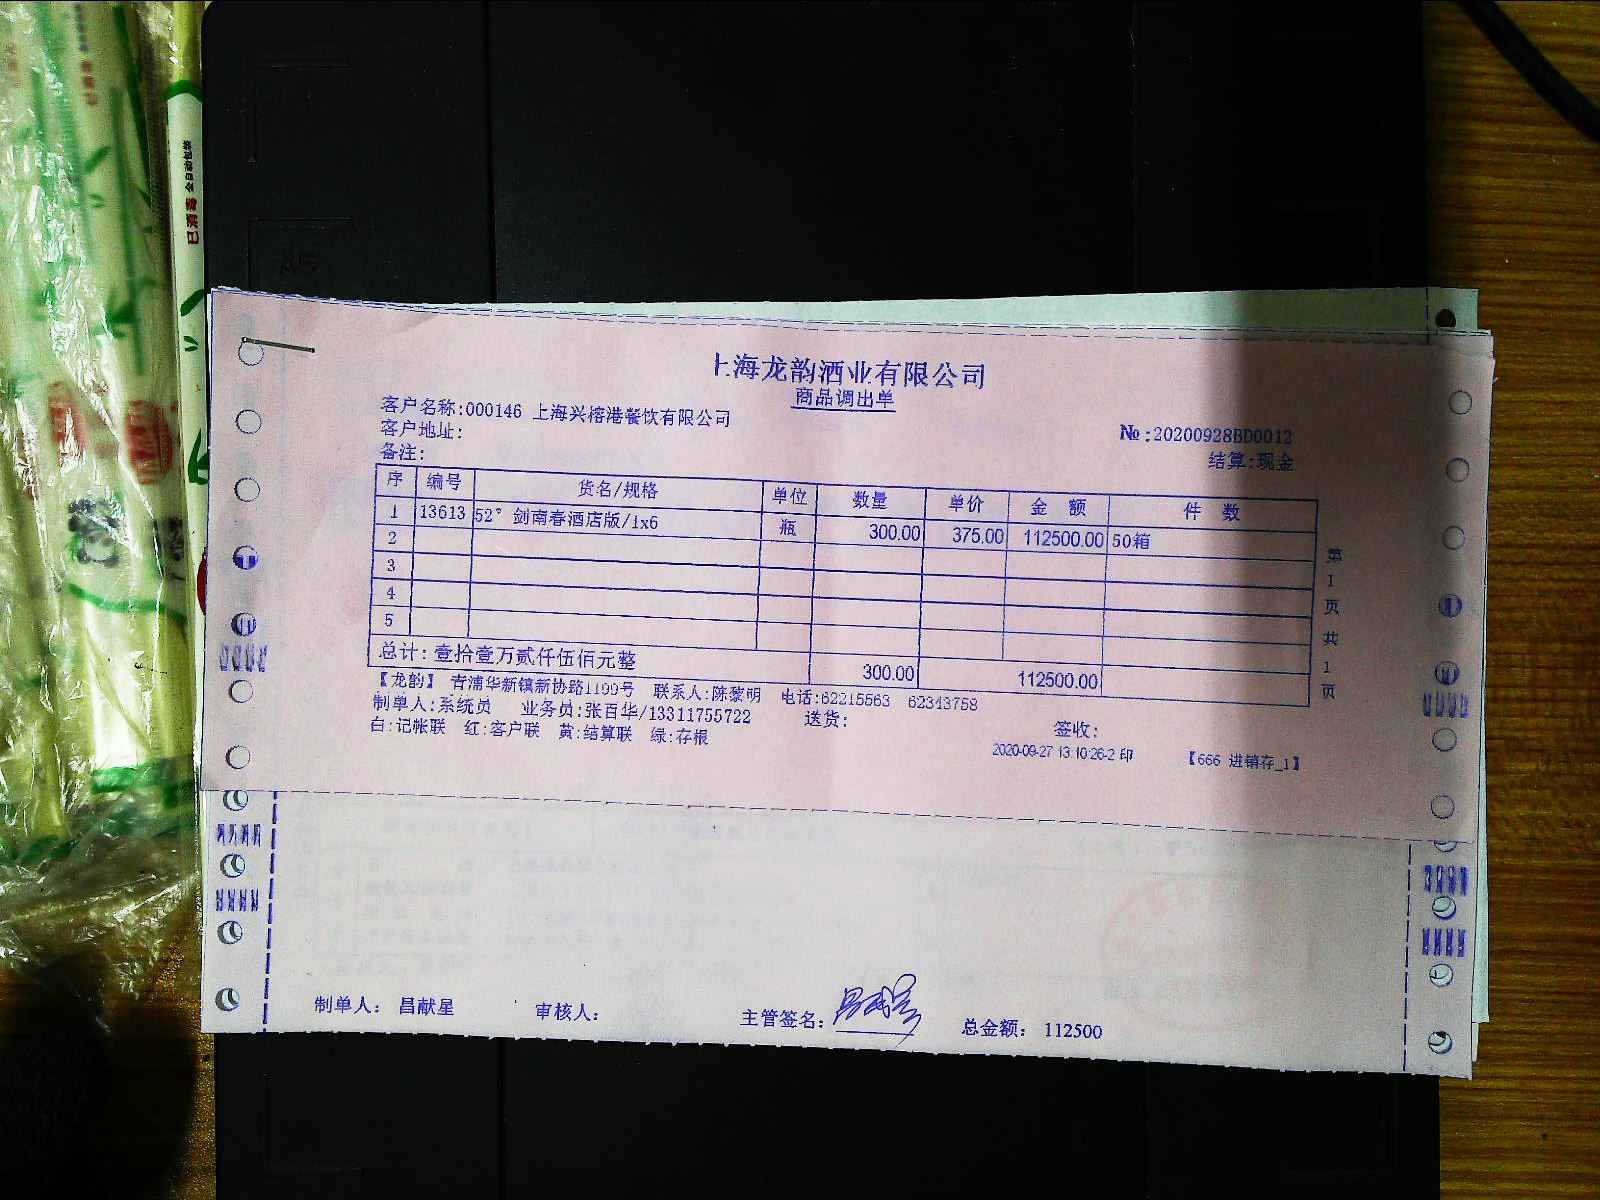 上海龙韵酒业有限公司
商品调出单
客户名称:000146 上海兴榕港餐饮有限公司
客户地址:
№:20200928BD0012
备注:
结算:现金
序 编号 货名/规格 单位 数量 单价 金 额 件 数
1 13613 52°剑南春酒店版/1x6 瓶 300.00 375.00 112500.00 50箱
2
3
4
5
总计:壹拾壹万贰仟伍佰元整 300.00 112500.00
第1页共1页
【龙韵】 青浦华新镇新协路1199号 联系人:陈黎明 电话:62215563 62343758
制单人:系统员 业务员:张百华/13311755722 送货: 签收:
白:记帐联 红:客户联 黄:结算联 绿:存根
2020-09-27 13:10:26-2 印 【666 进销存_1】
制单人: 昌献星 审核人: 主管签名: 昌献星 总金额: 112500
A5
已消毒